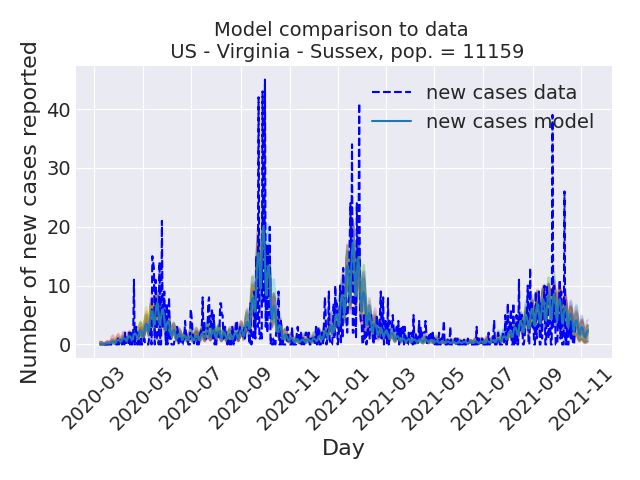 Model comparison to data
US - Virginia - Sussex, pop. = 11159
new cases data
new cases model
Number of new cases reported
40
30
20
10
0
2020-03
2020-05
2020-07
2020-09
2020-11
2021-01
2021-03
2021-05
2021-07
2021-09
2021-11
Day